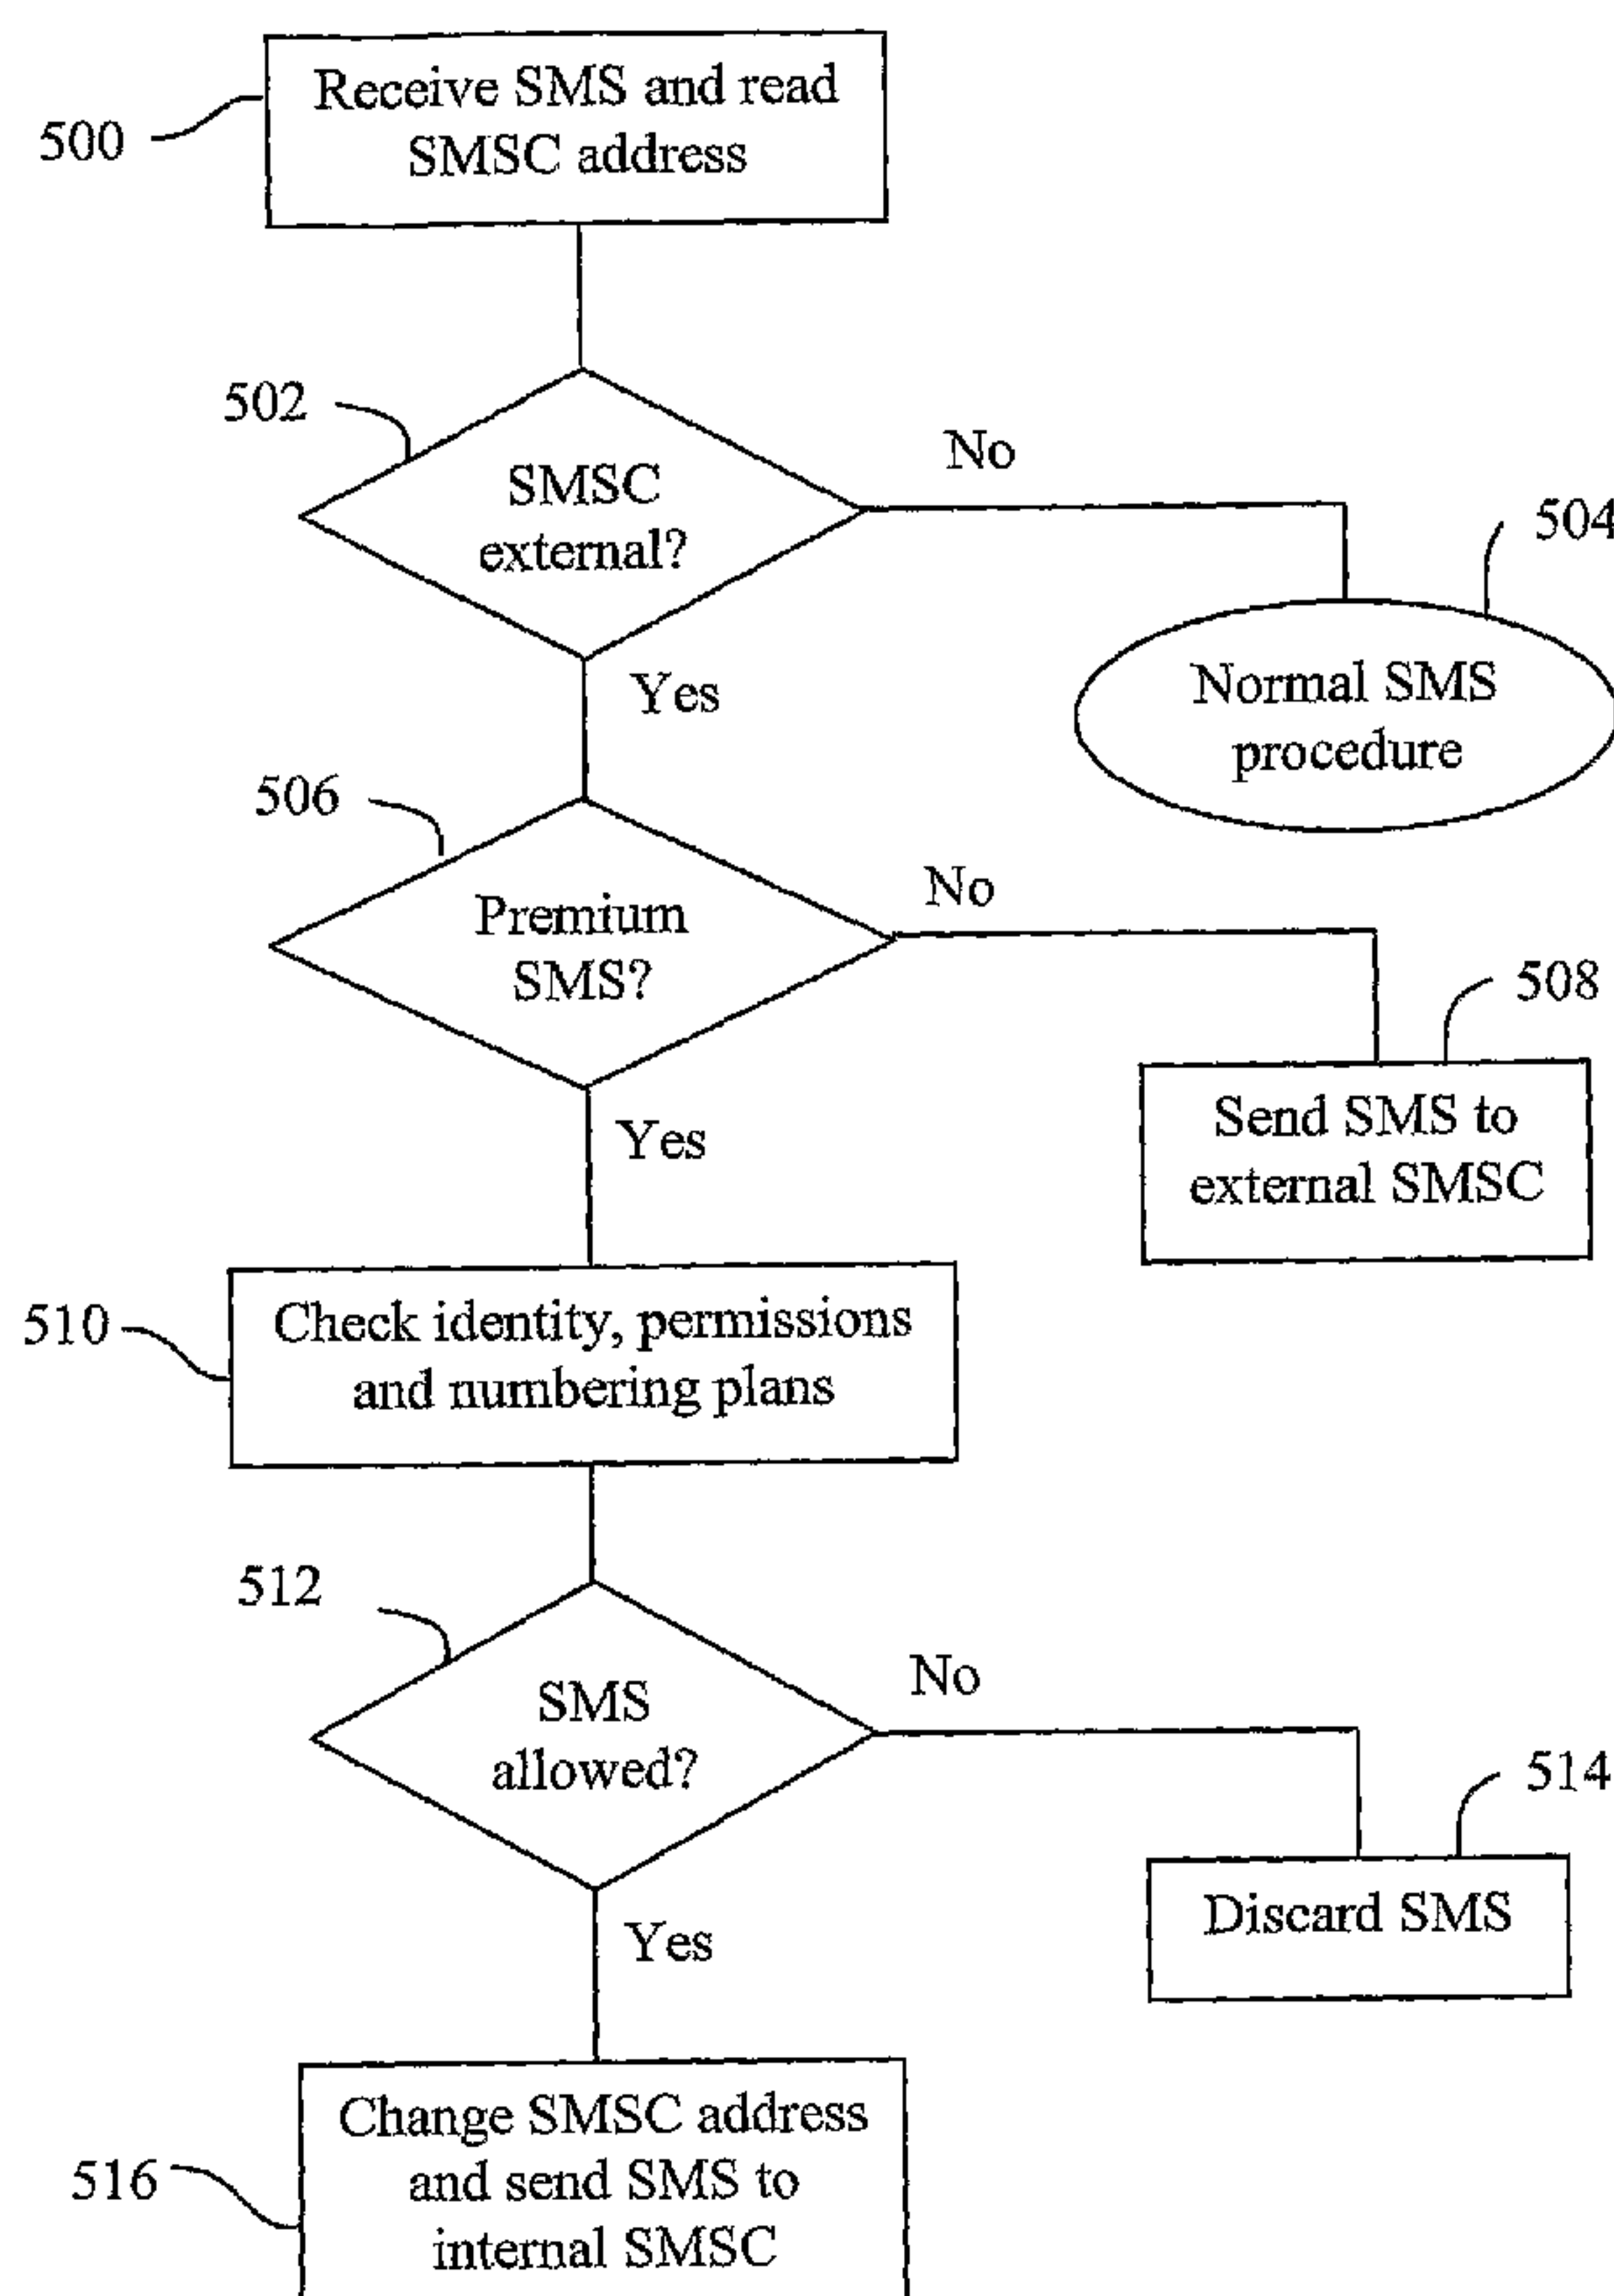 Receive SMS and read
SMSC address
500
502
SMSC
external?
No
504
Normal SMS
procedure
Yes
506
Premium
SMS?
No
508
Send SMS to
external SMSC
Yes
510
Check identity, permissions
and numbering plans
512
SMS
allowed?
No
514
Discard SMS
Yes
516
Change SMSC address
and send SMS to
internal SMSC